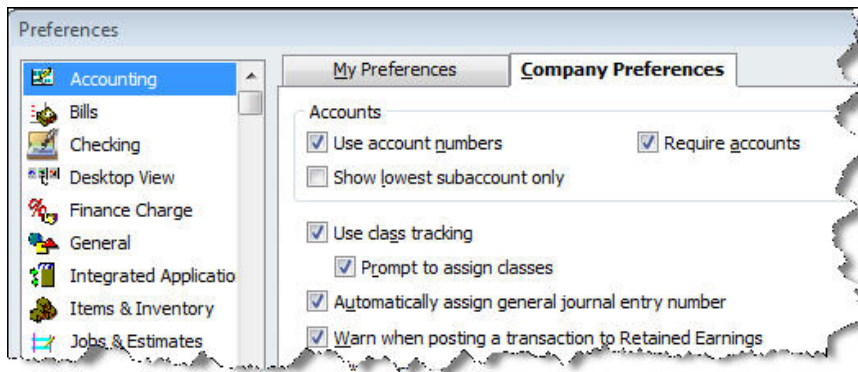 Preferences
Accounting
Bills
Checking
Desktop View
Finance Charge
General
Integrated Applicatio
Items & Inventory
Jobs & Estimates
My Preferences
Company Preferences
Accounts
Use account numbers
Require accounts
Show lowest subaccount only
Use class tracking
Prompt to assign classes
Automatically assign general journal entry number
Warn when posting a transaction to Retained Earnings